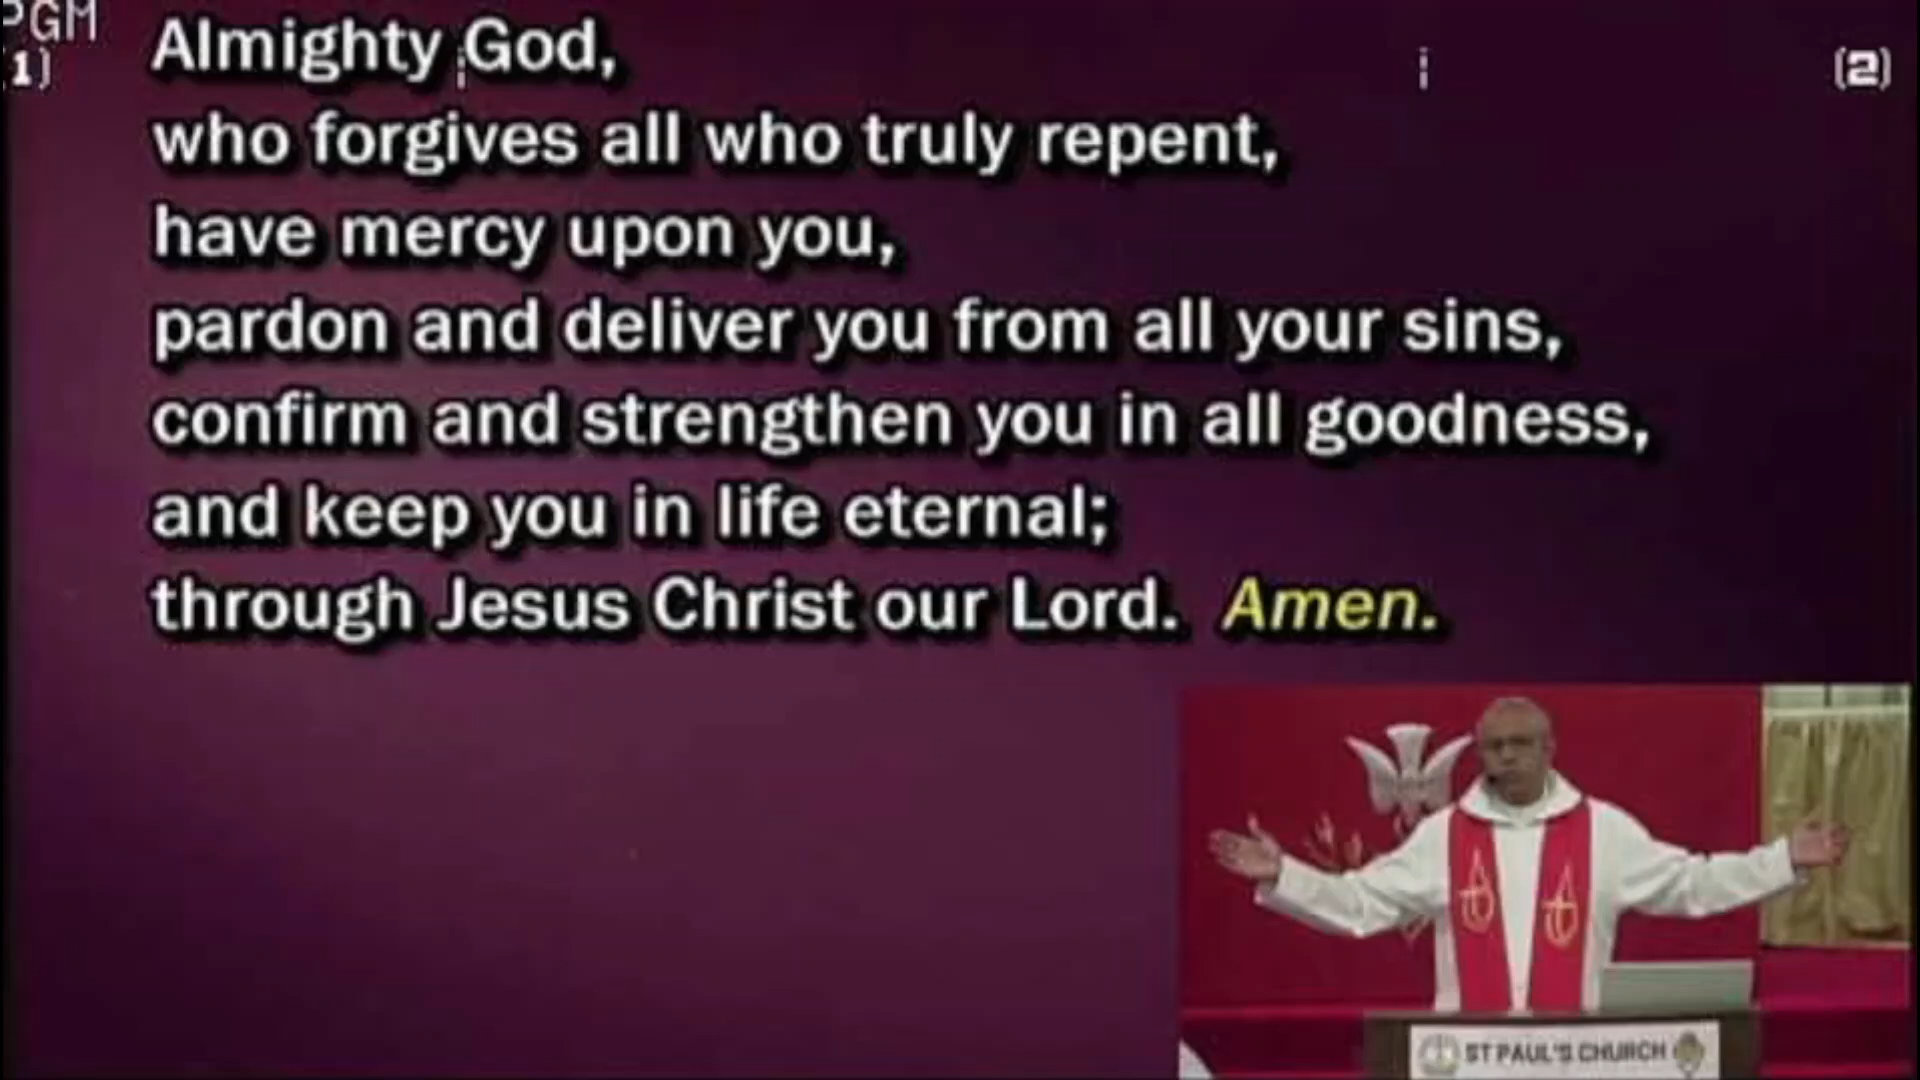 PGM
1)
(2)
Almighty God,
who forgives all who truly repent,
have mercy upon you,
pardon and deliver you from all your sins,
confirm and strengthen you in all goodness,
and keep you in life eternal;
through Jesus Christ our Lord. Amen.
ST PAUL'S CHURCH